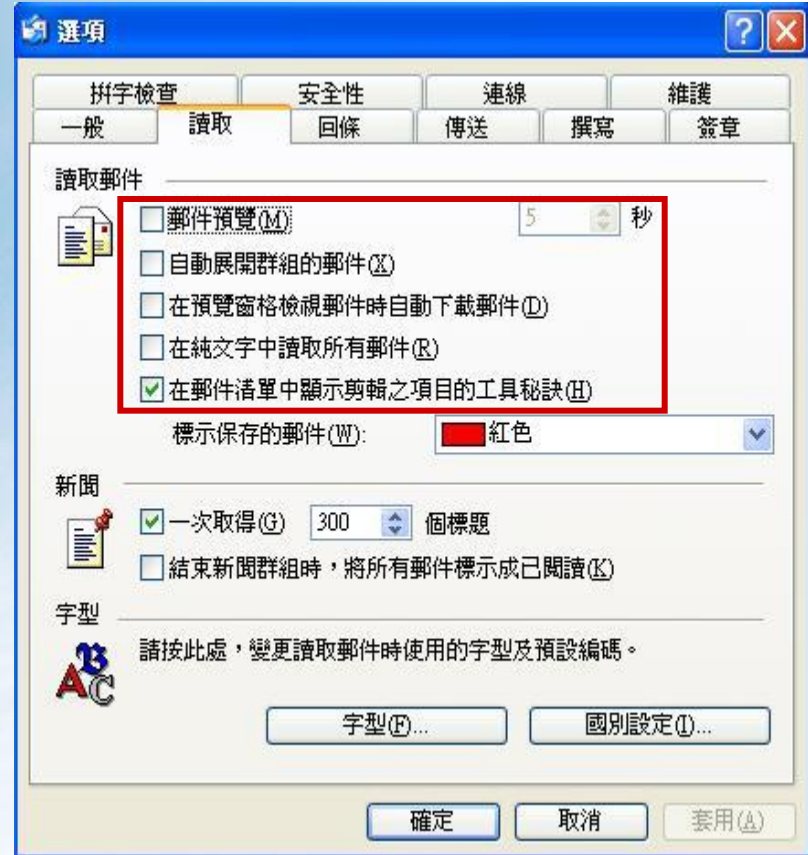 選項
拼字檢查 安全性 連線 維護
一般 讀取 回條 傳送 撰寫 簽章
讀取郵件
郵件預覽(M) 5 秒
自動展開群組的郵件(X)
在預覽窗格檢視郵件時自動下載郵件(D)
在純文字中讀取所有郵件(R)
在郵件清單中顯示剪輯之項目的工具秘訣(H)
標示保存的郵件(W): 紅色
新聞
一次取得(G) 300 個標題
結束新聞群組時，將所有郵件標示成已閱讀(K)
字型
請按此處，變更讀取郵件時使用的字型及預設編碼。
字型(F)... 國別設定(I)...
確定 取消 套用(A)